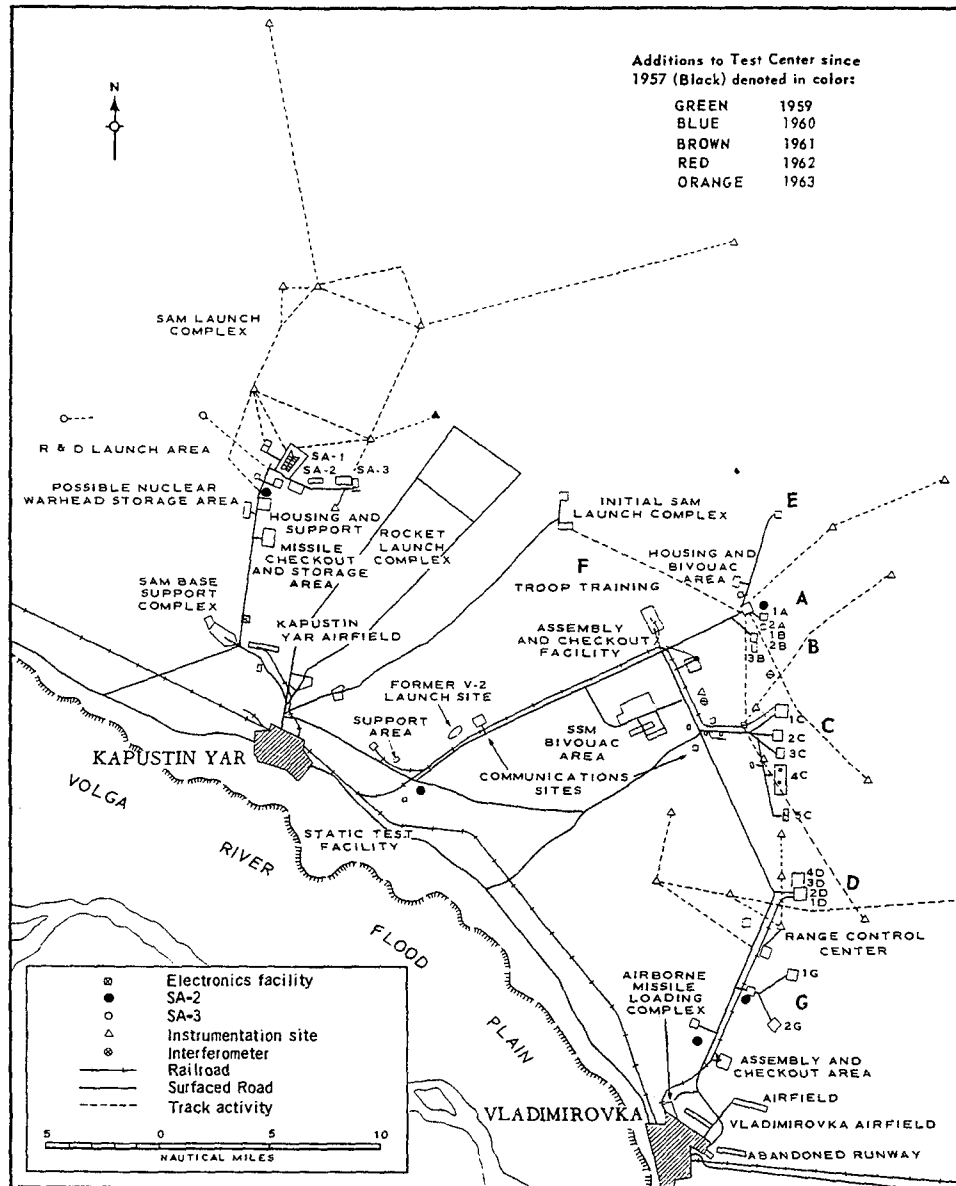 Additions to Test Center since
1957 (Black) denoted in color:
GREEN 1959
BLUE 1960
BROWN 1961
RED 1962
ORANGE 1963
N
SAM LAUNCH
COMPLEX
R & D LAUNCH AREA
SA-1
SA-2
SA-3
POSSIBLE NUCLEAR
WARHEAD STORAGE AREA
HOUSING AND
SUPPORT
MISSILE
CHECKOUT
AND STORAGE
AREA
ROCKET
LAUNCH
COMPLEX
INITIAL SAM
LAUNCH COMPLEX
E
HOUSING AND
BIVOUAC
AREA
F
TROOP TRAINING
A
1A
2A
1B
2B
3B
B
SAM BASE
SUPPORT
COMPLEX
KAPUSTIN
YAR AIRFIELD
ASSEMBLY
AND CHECKOUT
FACILITY
FORMER V-2
LAUNCH SITE
SUPPORT
AREA
SSM
BIVOUAC
AREA
C
1C
2C
3C
4C
5C
KAPUSTIN YAR
COMMUNICATIONS
SITES
VOLGA
RIVER
FLOOD
PLAIN
STATIC TEST
FACILITY
4D
3D
2D
1D
D
RANGE CONTROL
CENTER
AIRBORNE
MISSILE
LOADING
COMPLEX
1G
G
2G
ASSEMBLY AND
CHECKOUT AREA
VLADIMIROVKA
AIRFIELD
VLADIMIROVKA AIRFIELD
ABANDONED RUNWAY
Electronics facility
SA-2
SA-3
Instrumentation site
Interferometer
Railroad
Surfaced Road
Track activity
5 0 5 10
NAUTICAL MILES